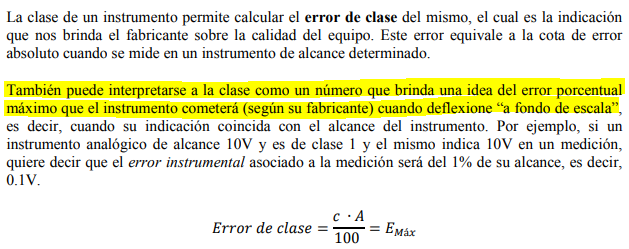 La clase de un instrumento permite calcular el error de clase del mismo, el cual es la indicación
que nos brinda el fabricante sobre la calidad del equipo. Este error equivale a la cota de error
absoluto cuando se mide en un instrumento de alcance determinado.
También puede interpretarse a la clase como un número que brinda una idea del error porcentual
máximo que el instrumento cometerá (según su fabricante) cuando deflexione “a fondo de escala”,
es decir, cuando su indicación coincida con el alcance del instrumento. Por ejemplo, si un
instrumento analógico de alcance 10V y es de clase 1 y el mismo indica 10V en un medición,
quiere decir que el error instrumental asociado a la medición será del 1% de su alcance, es decir,
0.1V.
Error de clase = c · A / 100 = E_Máx